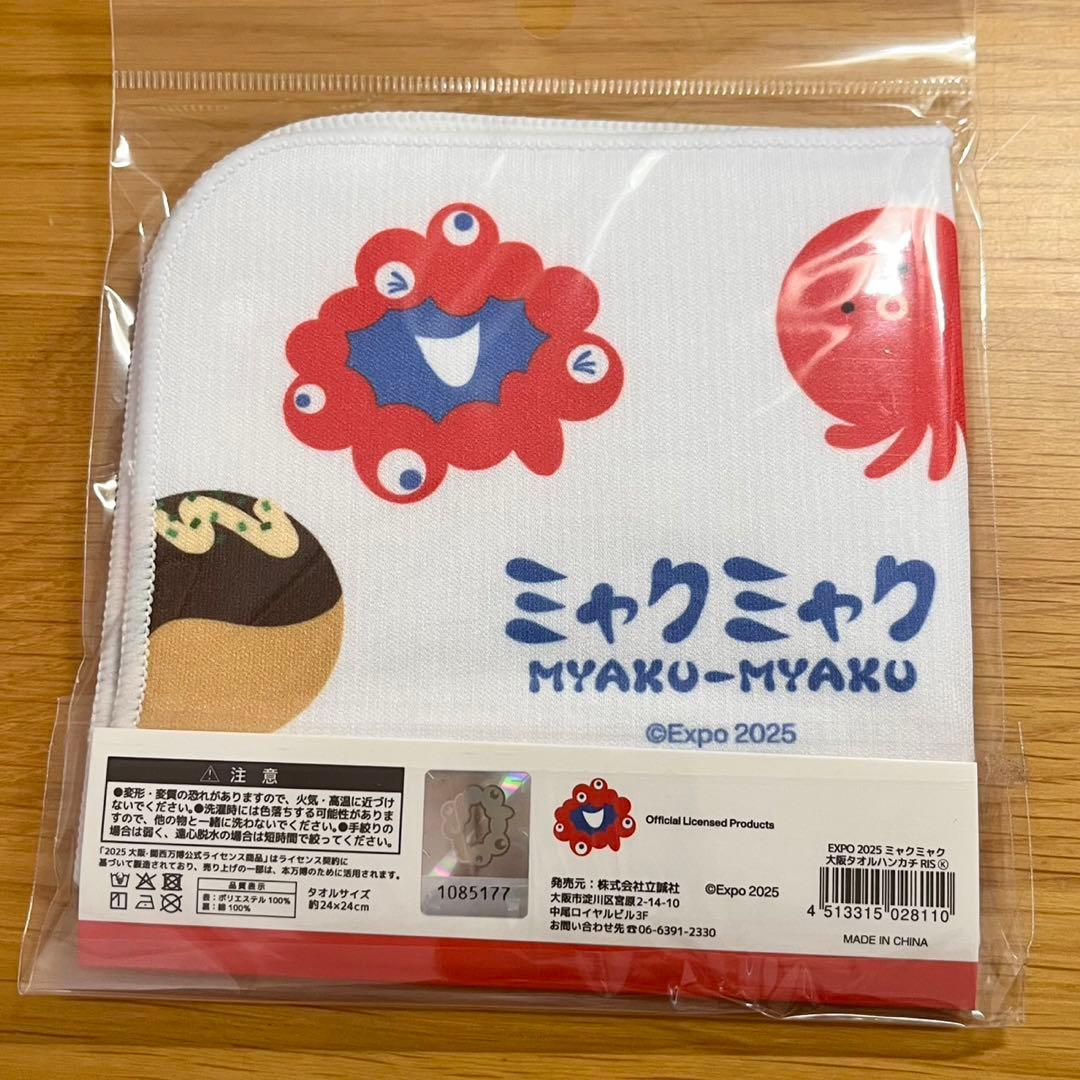 ミャクミャク
MYAKU-MYAKU
©Expo 2025
⚠ 注 意
●変形・変質の恐れがありますので、火気・高温に近づけ
ないでください。●洗濯時には色落ちする可能性がありま
すので、他の物と一緒に洗わないでください。●手絞りの
場合は弱く、遠心脱水の場合は短時間で絞ってください。
「2025 大阪・関西万博公式ライセンス商品」はライセンス契約に
基づいて製造されており、売り上げの一部は、本万博のために活用されます。
品質表示
表：ポリエステル 100%
裏：綿 100%
タオルサイズ
約24×24cm
1085177
Official Licensed Products
発売元：株式会社立誠社
大阪市淀川区宮原2-14-10
中尾ロイヤルビル3F
お問い合わせ先☎06-6391-2330
©Expo 2025
EXPO 2025 ミャクミャク
大阪タオルハンカチ RIS Ⓚ
4 513315 028110
MADE IN CHINA